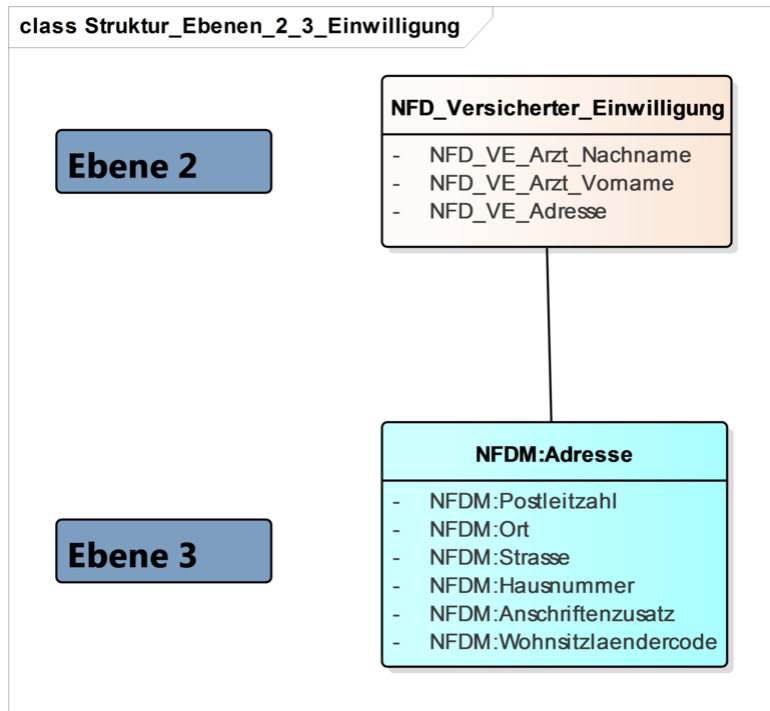 class Struktur_Ebenen_2_3_Einwilligung
Ebene 2
NFD_Versicherter_Einwilligung
- NFD_VE_Arzt_Nachname
- NFD_VE_Arzt_Vorname
- NFD_VE_Adresse
Ebene 3
NFDM:Adresse
- NFDM:Postleitzahl
- NFDM:Ort
- NFDM:Strasse
- NFDM:Hausnummer
- NFDM:Anschriftenzusatz
- NFDM:Wohnsitzlaendercode